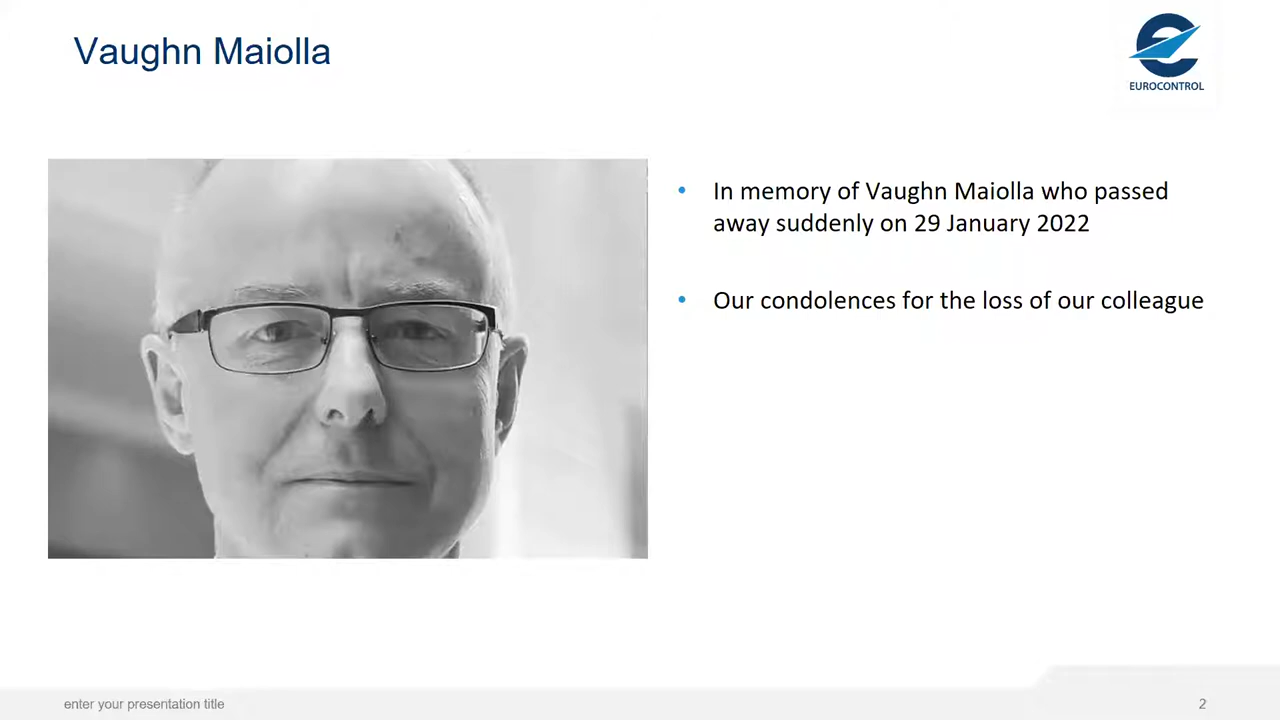 Vaughn Maiolla
EUROCONTROL
• In memory of Vaughn Maiolla who passed
away suddenly on 29 January 2022
• Our condolences for the loss of our colleague
enter your presentation title
2